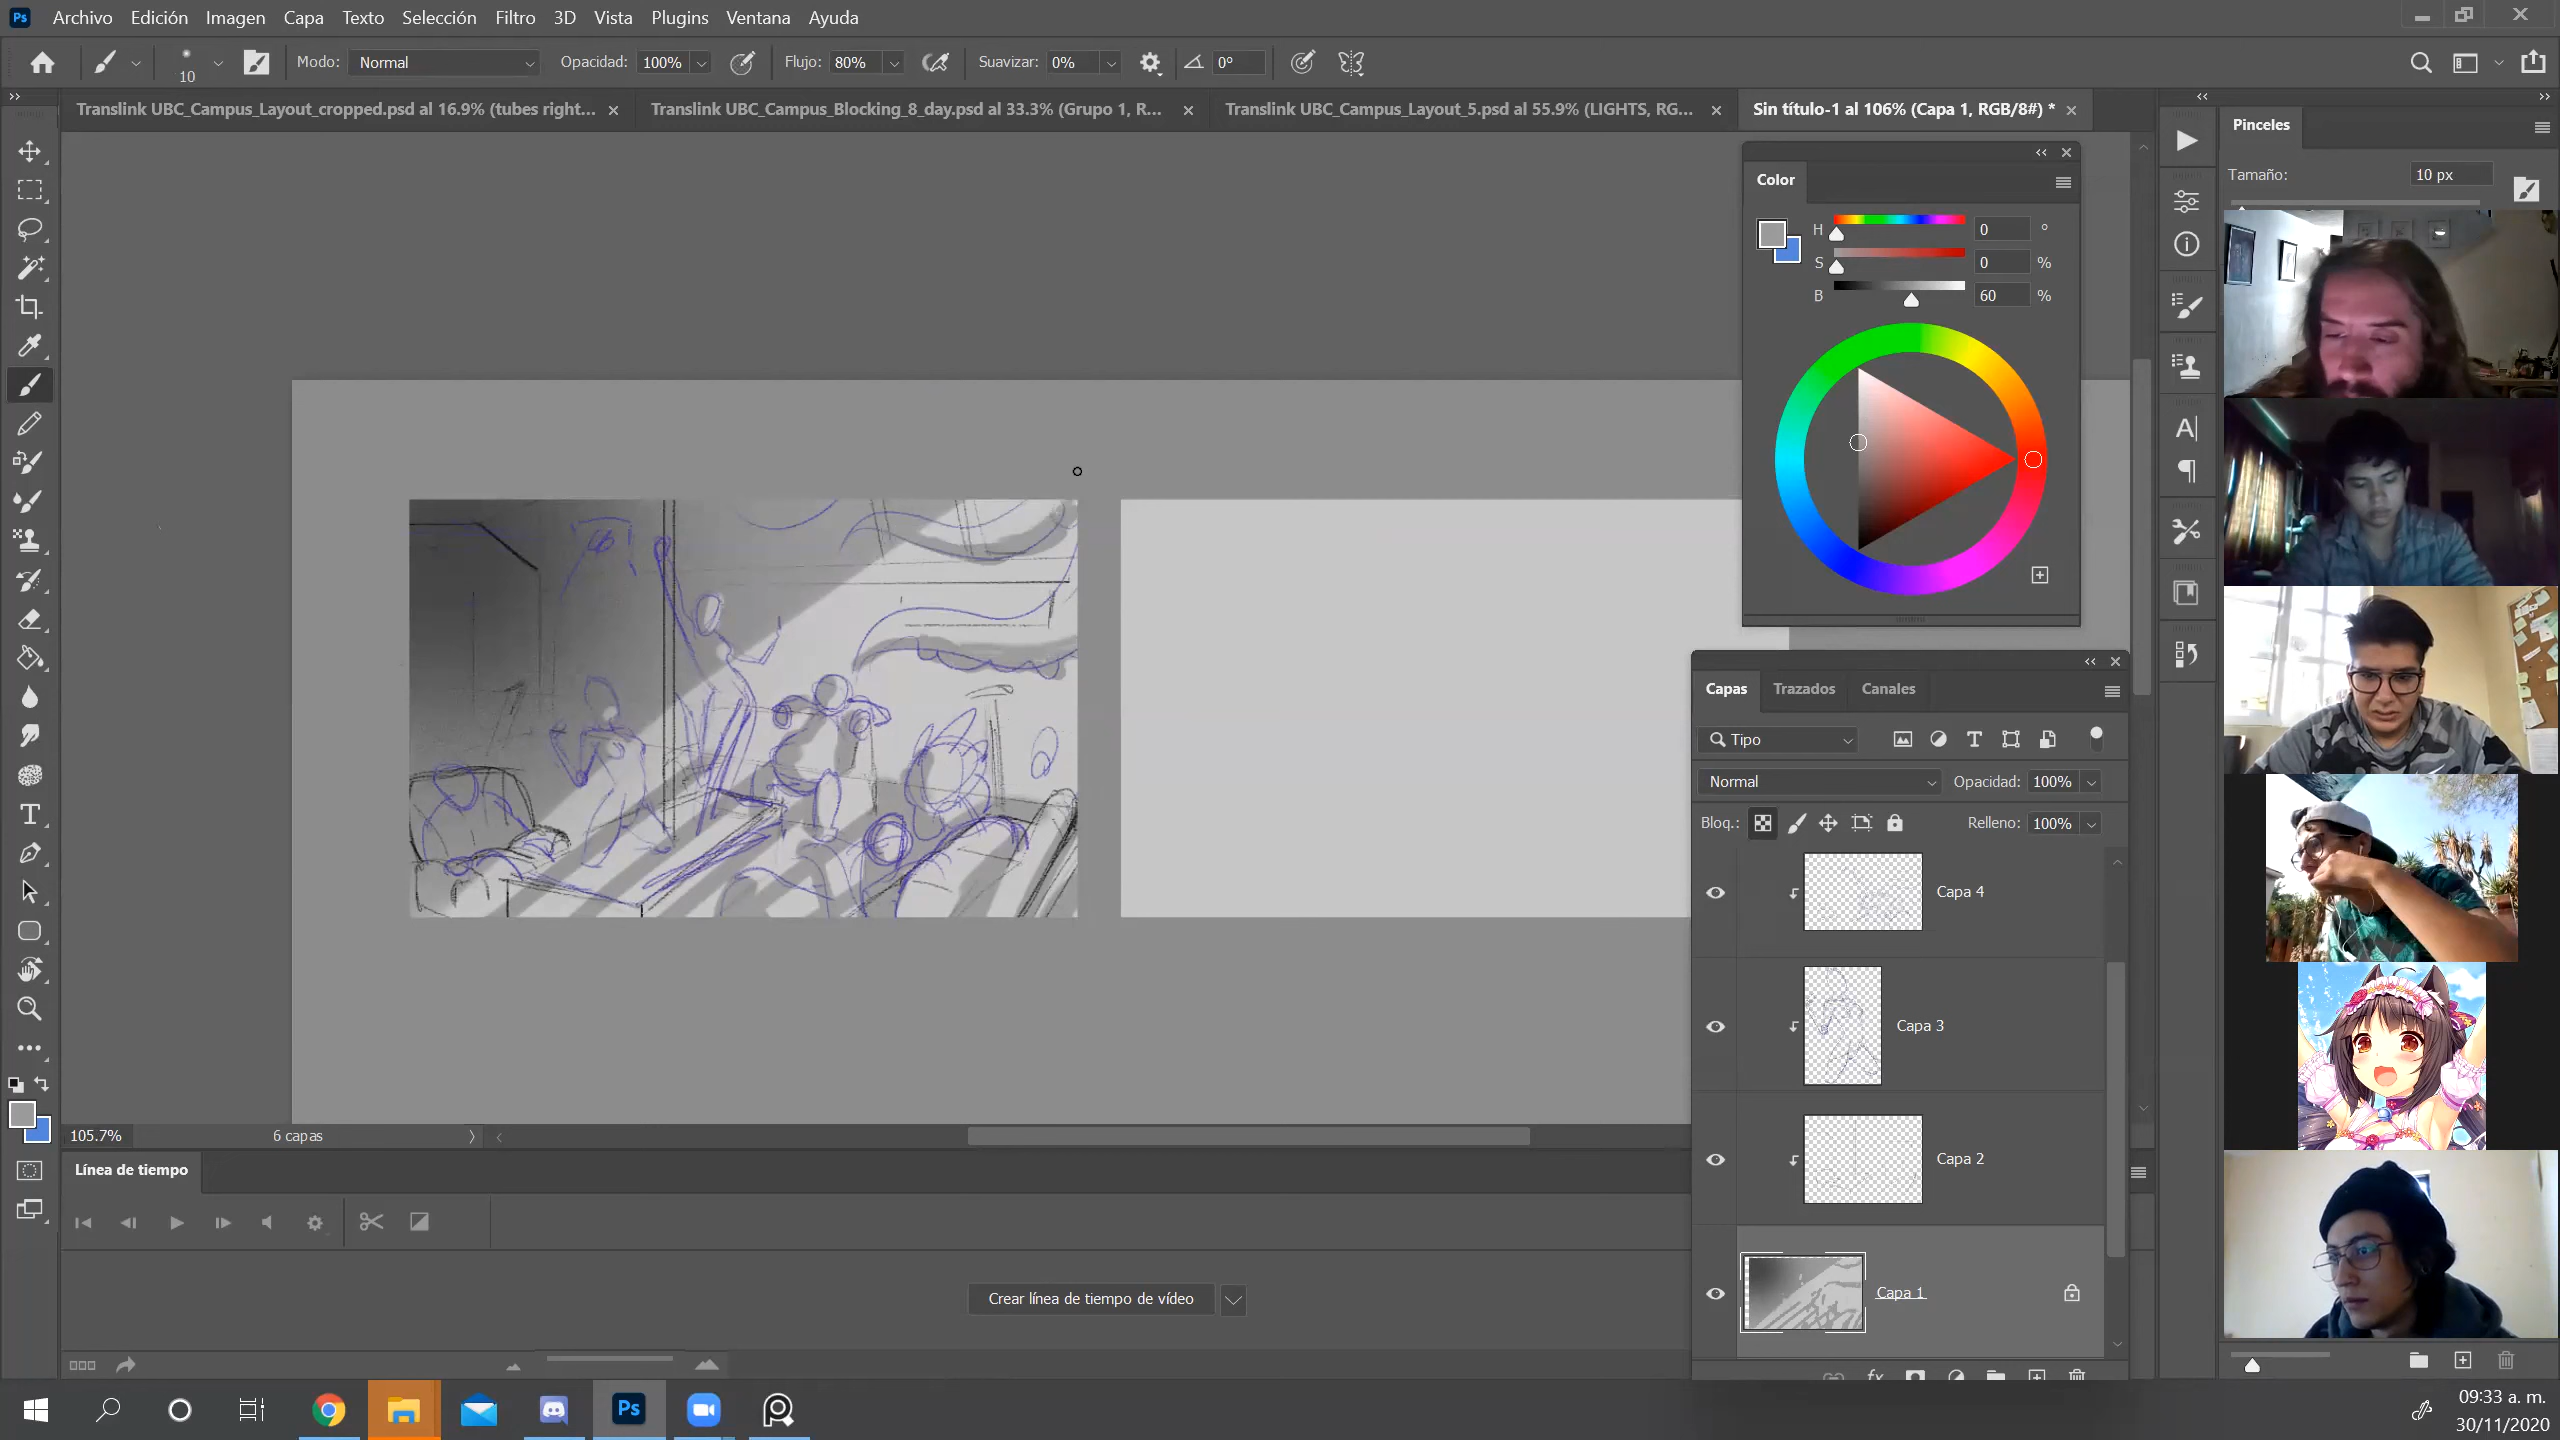 Ps Archivo Edición Imagen Capa Texto Selección Filtro 3D Vista Plugins Ventana Ayuda
10 Modo: Normal Opacidad: 100% Flujo: 80% Suavizar: 0% 0°
Translink UBC_Campus_Layout_cropped.psd al 16.9% (tubes right...
Translink UBC_Campus_Blocking_8_day.psd al 33.3% (Grupo 1, R...
Translink UBC_Campus_Layout_5.psd al 55.9% (LIGHTS, RG...
Sin título-1 al 106% (Capa 1, RGB/8#) *
Pinceles
Tamaño: 10 px
Color
H 0 °
S 0 %
B 60 %
Capas Trazados Canales
Tipo
Normal Opacidad: 100%
Bloq.: Relleno: 100%
Capa 4
Capa 3
Capa 2
Capa 1
fx
105.7% 6 capas
Línea de tiempo
Crear línea de tiempo de vídeo
Ps
09:33 a. m.
30/11/2020